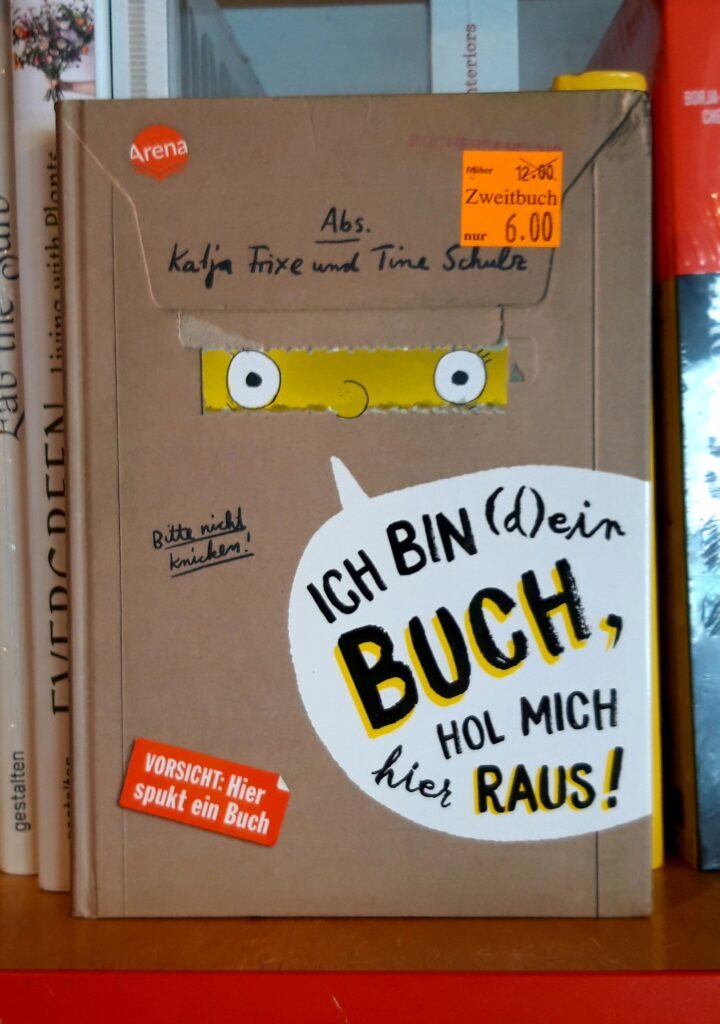 Arena
früher 12.00
Zweitbuch
nur 6.00
Abs.
Katja Frixe und Tine Schulz
Bitte nicht
knicken!
ICH BIN (d)ein
BUCH,
HOL MICH
hier RAUS!
VORSICHT: Hier
spukt ein Buch
EVERGREEN Living with Plants
gestalten